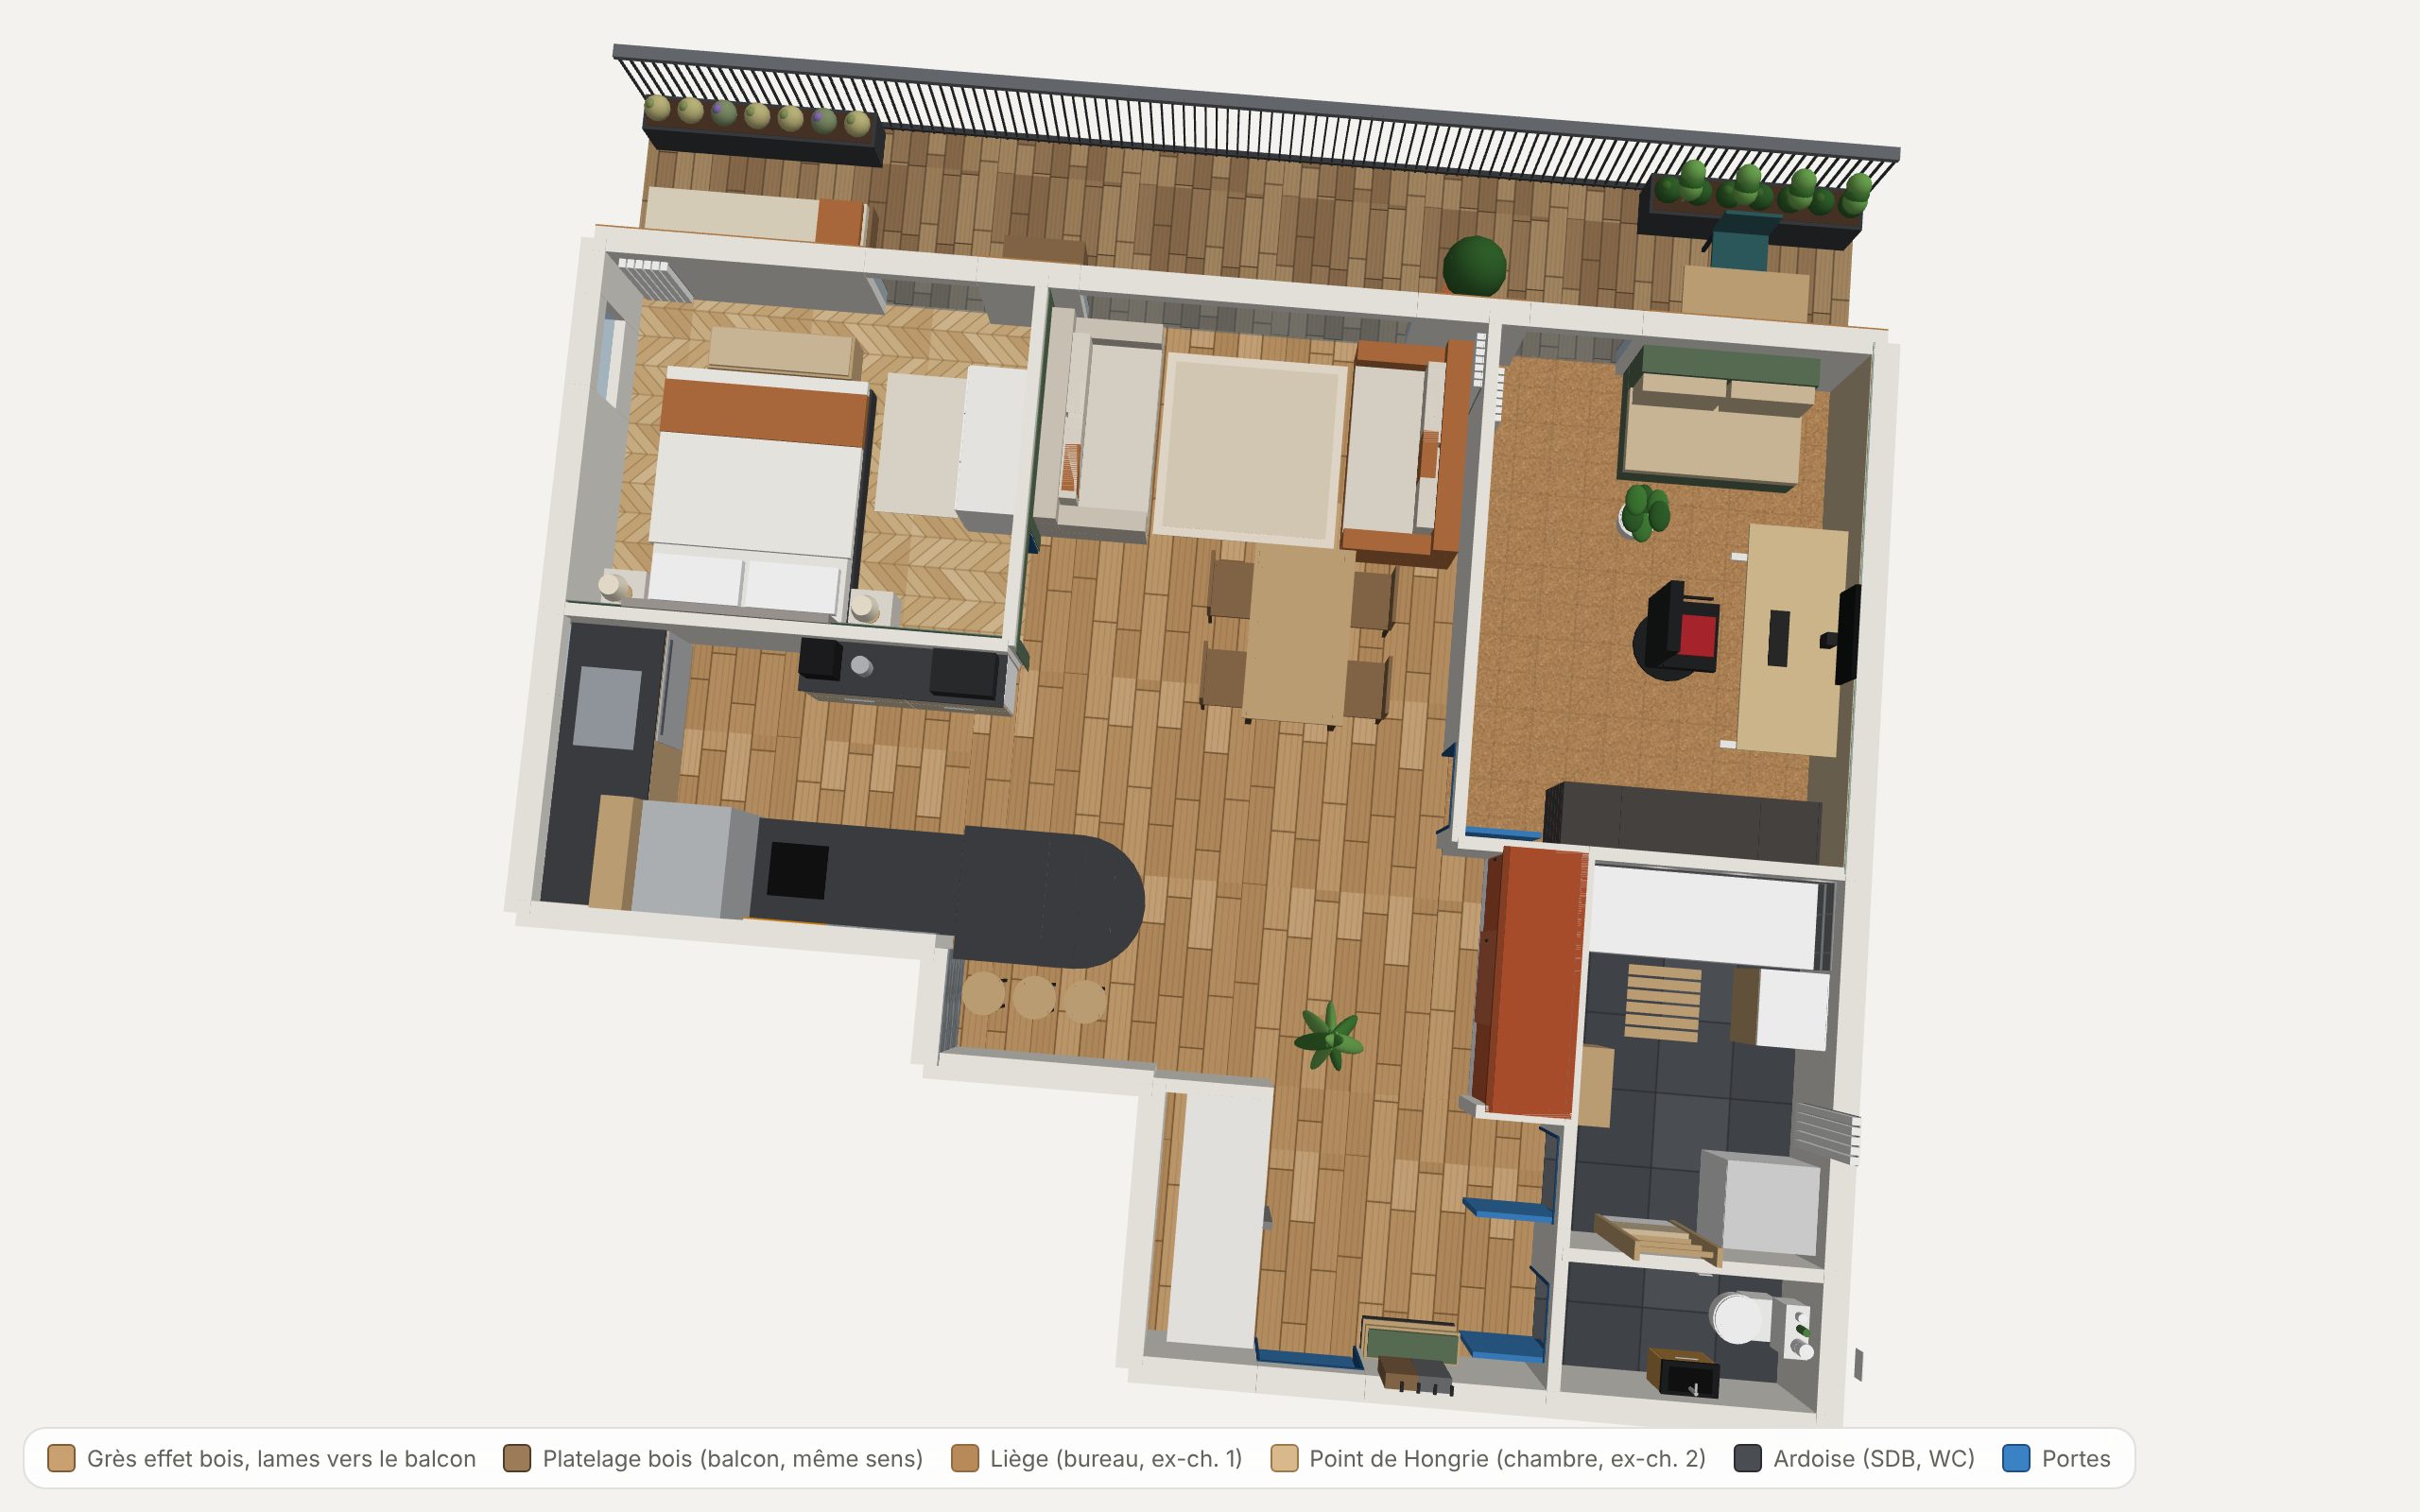 Grès effet bois, lames vers le balcon
Platelage bois (balcon, même sens)
Liège (bureau, ex-ch. 1)
Point de Hongrie (chambre, ex-ch. 2)
Ardoise (SDB, WC)
Portes